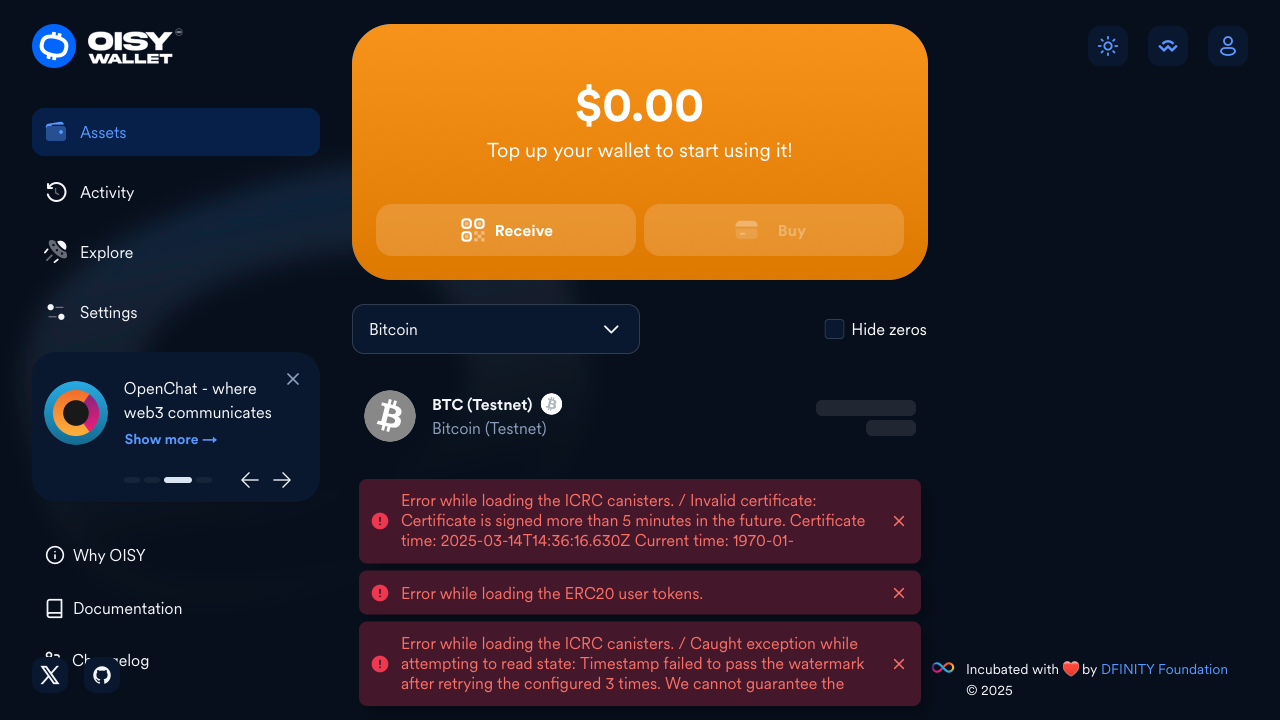 OISY
WALLET
Assets
Activity
Explore
Settings
OpenChat - where
web3 communicates
Show more →
Why OISY
Documentation
Changelog
$0.00
Top up your wallet to start using it!
Receive
Buy
Bitcoin
Hide zeros
BTC (Testnet)
Bitcoin (Testnet)
Error while loading the ICRC canisters. / Invalid certificate:
Certificate is signed more than 5 minutes in the future. Certificate
time: 2025-03-14T14:36:16.630Z Current time: 1970-01-
Error while loading the ERC20 user tokens.
Error while loading the ICRC canisters. / Caught exception while
attempting to read state: Timestamp failed to pass the watermark
after retrying the configured 3 times. We cannot guarantee the
Incubated with ❤️ by DFINITY Foundation
© 2025